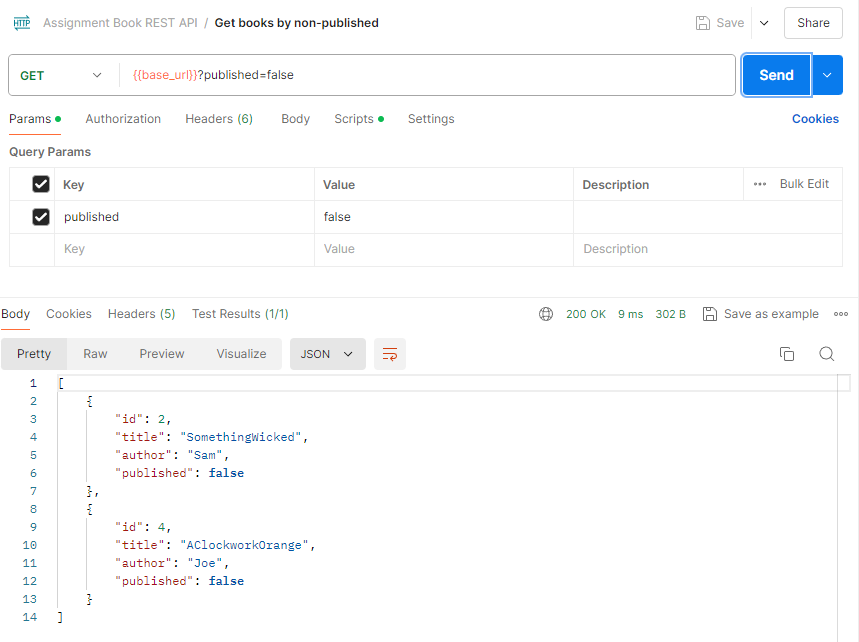 HTTP Assignment Book REST API / Get books by non-published Save Share
GET {{base_url}}?published=false Send
Params Authorization Headers (6) Body Scripts Settings Cookies
Query Params
Key Value Description Bulk Edit
published false
Key Value Description
Body Cookies Headers (5) Test Results (1/1) 200 OK 9 ms 302 B Save as example
Pretty Raw Preview Visualize JSON
1 [
2 {
3 "id": 2,
4 "title": "SomethingWicked",
5 "author": "Sam",
6 "published": false
7 },
8 {
9 "id": 4,
10 "title": "AClockworkOrange",
11 "author": "Joe",
12 "published": false
13 }
14 ]